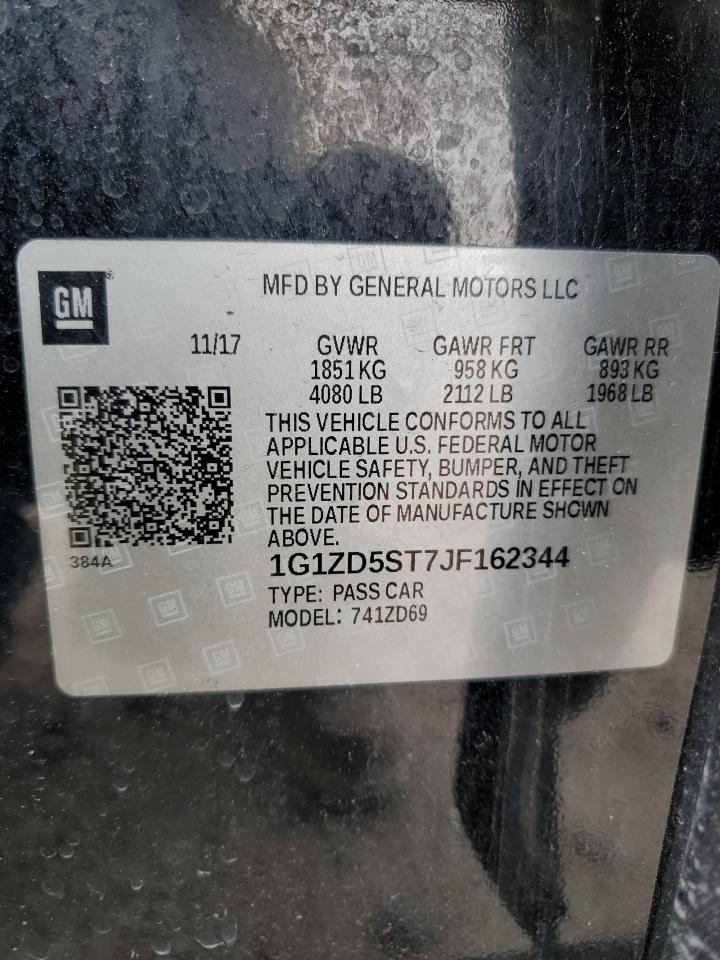 GM
MFD BY GENERAL MOTORS LLC
11/17 GVWR GAWR FRT GAWR RR
1851 KG 958 KG 893 KG
4080 LB 2112 LB 1968 LB
THIS VEHICLE CONFORMS TO ALL
APPLICABLE U.S. FEDERAL MOTOR
VEHICLE SAFETY, BUMPER, AND THEFT
PREVENTION STANDARDS IN EFFECT ON
THE DATE OF MANUFACTURE SHOWN
ABOVE.
384A
1G1ZD5ST7JF162344
TYPE: PASS CAR
MODEL: 741ZD69